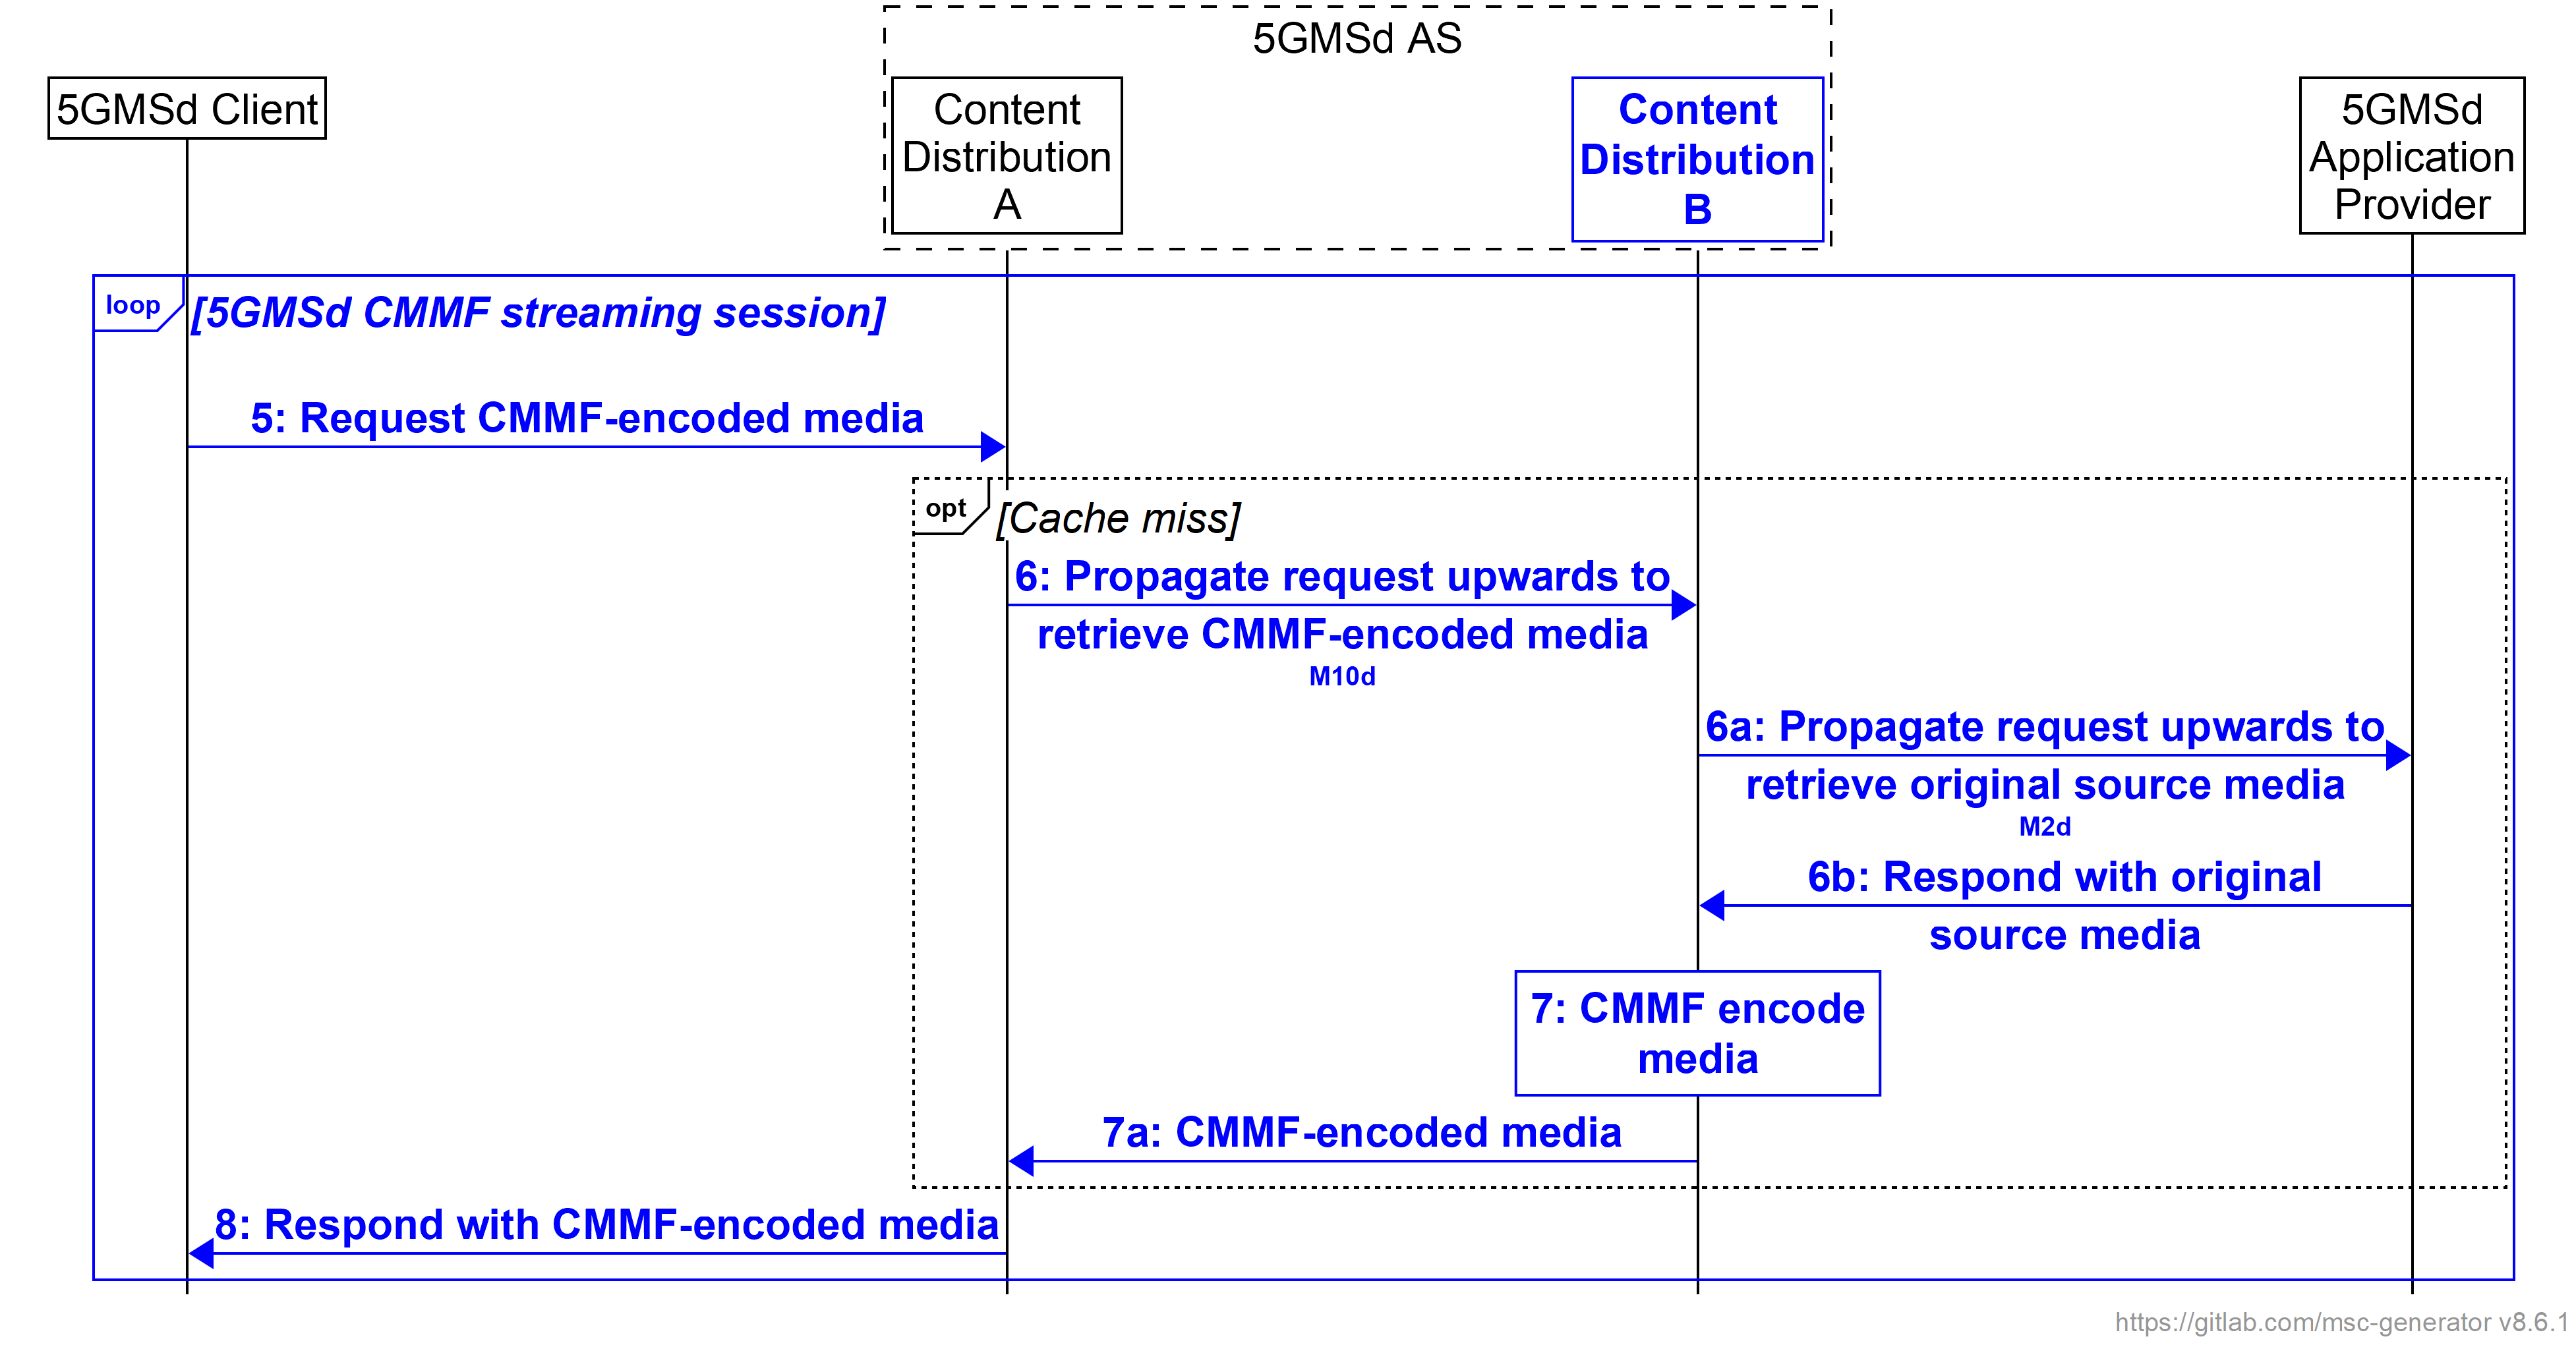 5GMSd AS
5GMSd Client
Content
Distribution
A
Content
Distribution
B
5GMSd
Application
Provider
loop
[5GMSd CMMF streaming session]
5: Request CMMF-encoded media
opt
[Cache miss]
6: Propagate request upwards to
retrieve CMMF-encoded media
M10d
6a: Propagate request upwards to
retrieve original source media
M2d
6b: Respond with original
source media
7: CMMF encode
media
7a: CMMF-encoded media
8: Respond with CMMF-encoded media
https://gitlab.com/msc-generator v8.6.1